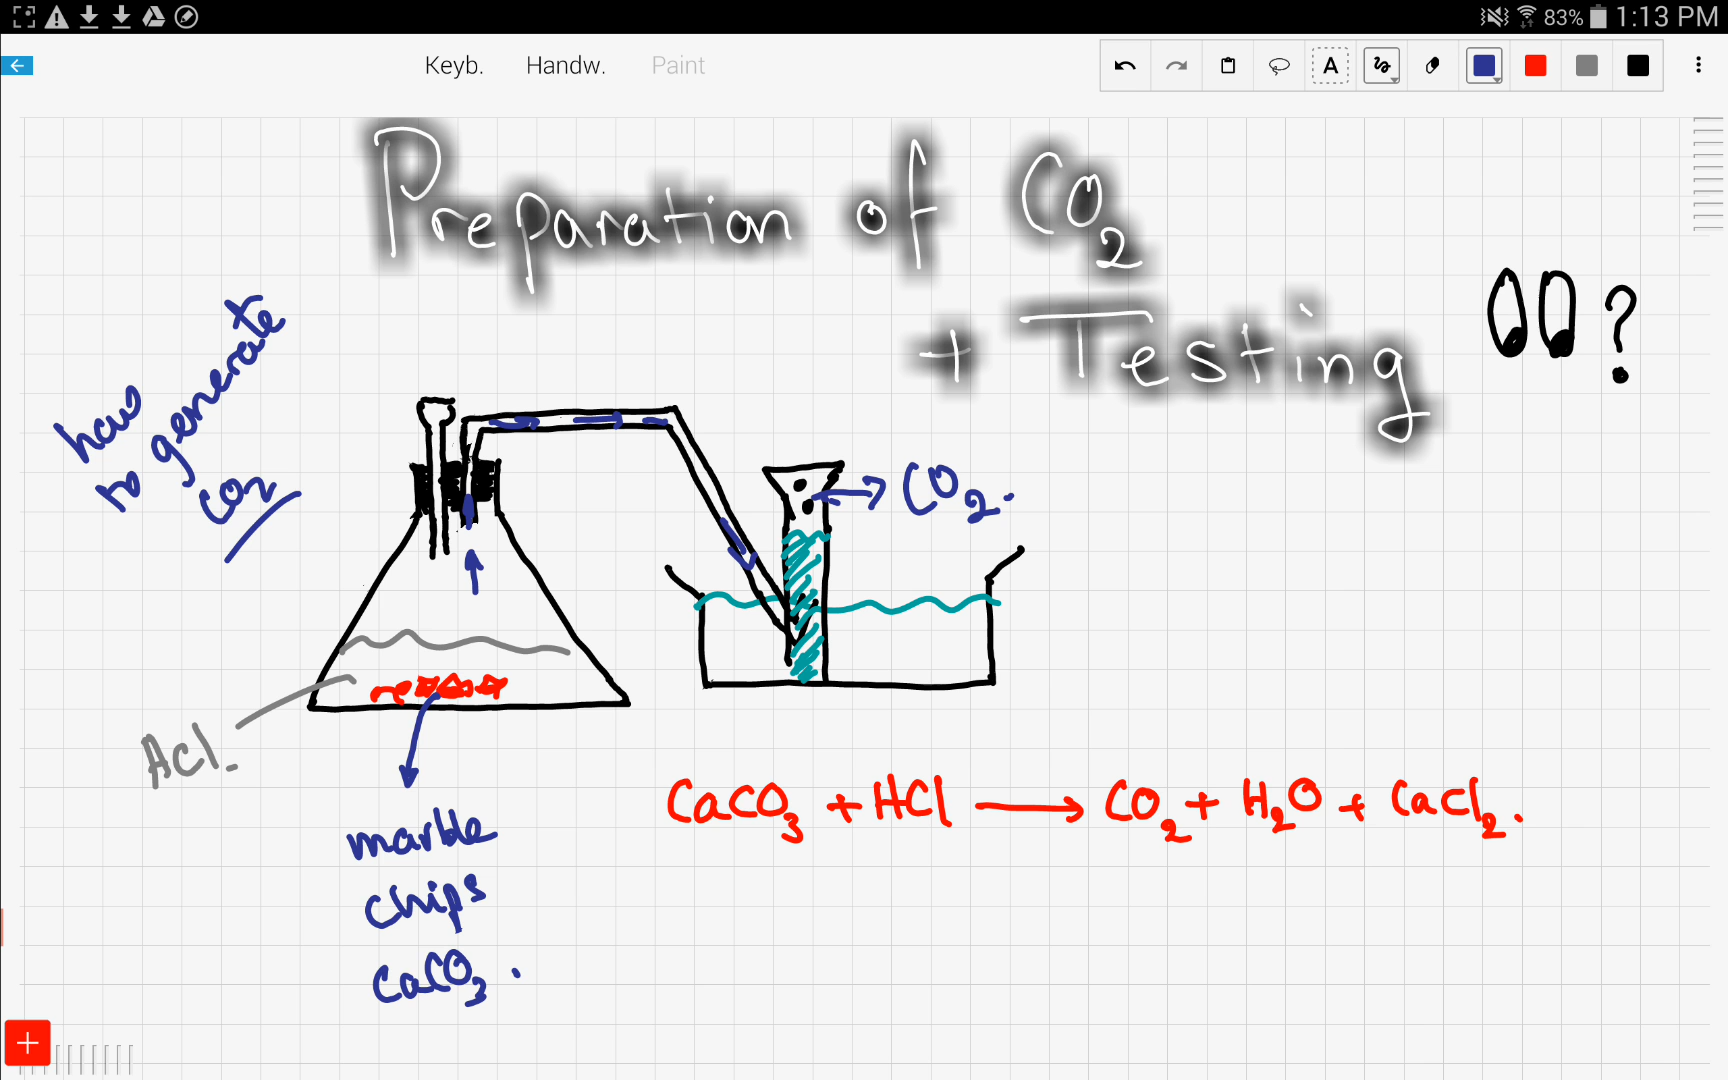 83% 1:13 PM
Keyb. Handw. Paint
A
Preparation of CO₂
+ Testing
?
how
to generate
CO₂
CO₂.
ACl.
marble
chips
CaCO₃.
CaCO₃ + HCl ⟶ CO₂ + H₂O + CaCl₂.